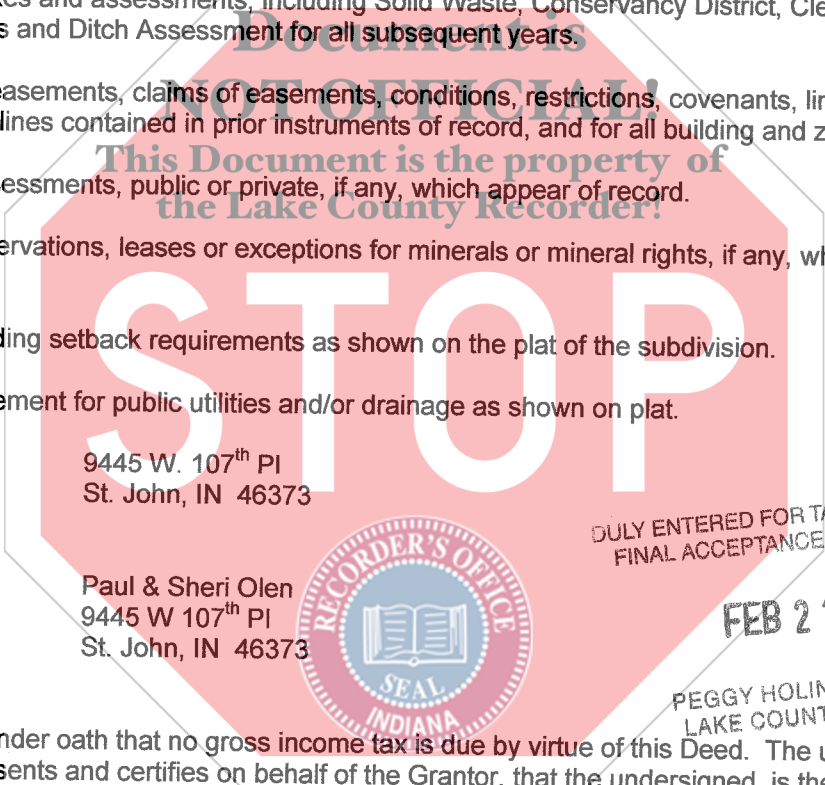 and assessments, including Solid Waste, Conservancy District,
and Ditch Assessment for all subsequent years.
Document is
NOT OFFICIAL!
easements, claims of easements, conditions, restrictions, covenants,
lines contained in prior instruments of record, and for all building and
This Document is the property of
the Lake County Recorder!
essments, public or private, if any, which appear of record.
ervations, leases or exceptions for minerals or mineral rights, if any, wh
STOP
ding setback requirements as shown on the plat of the subdivision.
ement for public utilities and/or drainage as shown on plat.
9445 W. 107th Pl
St. John, IN 46373
DULY ENTERED FOR TA
FINAL ACCEPTANCE
Paul & Sheri Olen
9445 W 107th Pl
St. John, IN 46373
FEB 2
RECORDER'S OFFICE
SEAL
INDIANA
PEGGY HOLIN
LAKE COUNT
nder oath that no gross income tax is due by virtue of this Deed. The u
sents and certifies on behalf of the Grantor, that the undersigned is the